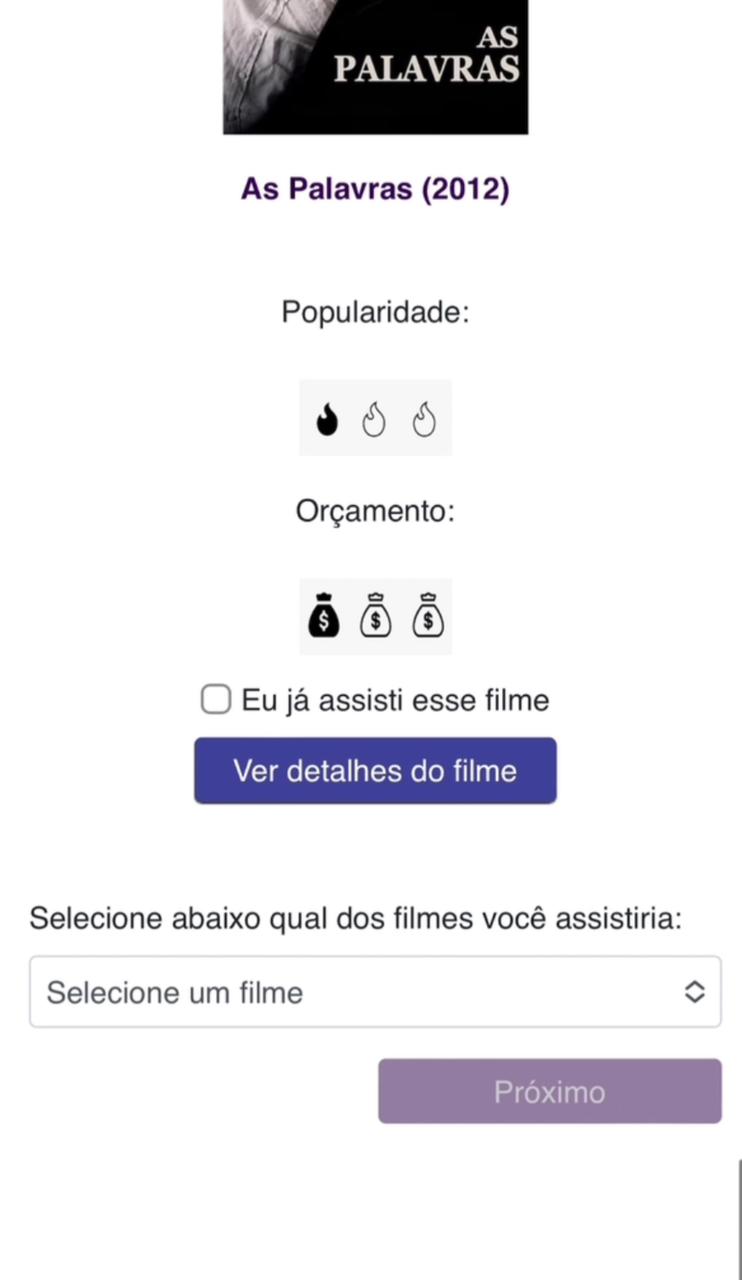 AS
PALAVRAS
As Palavras (2012)
Popularidade:
Orçamento:
$ $ $
Eu já assisti esse filme
Ver detalhes do filme
Selecione abaixo qual dos filmes você assistiria:
Selecione um filme
Próximo